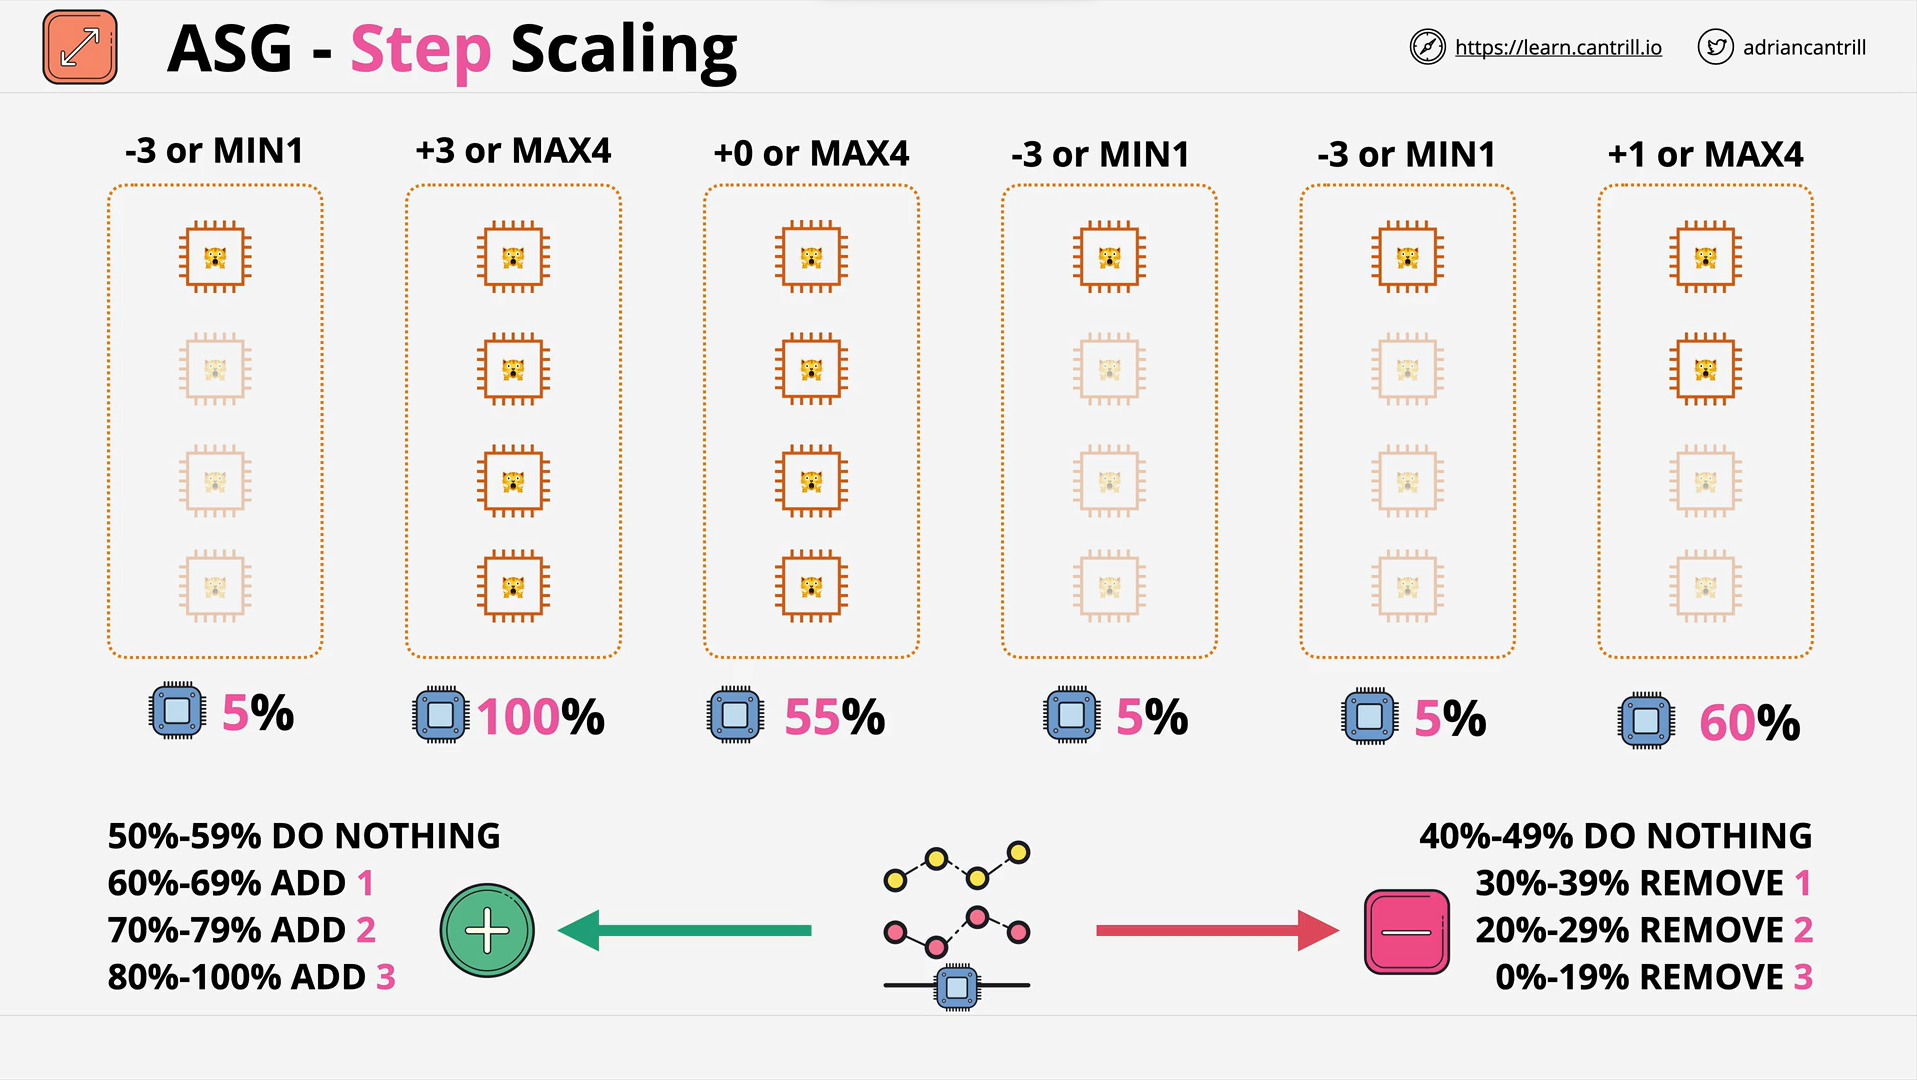 ASG - Step Scaling
https://learn.cantrill.io
adriancantrill
-3 or MIN1
+3 or MAX4
+0 or MAX4
-3 or MIN1
-3 or MIN1
+1 or MAX4
5%
100%
55%
5%
5%
60%
50%-59% DO NOTHING
60%-69% ADD 1
70%-79% ADD 2
80%-100% ADD 3
40%-49% DO NOTHING
30%-39% REMOVE 1
20%-29% REMOVE 2
0%-19% REMOVE 3